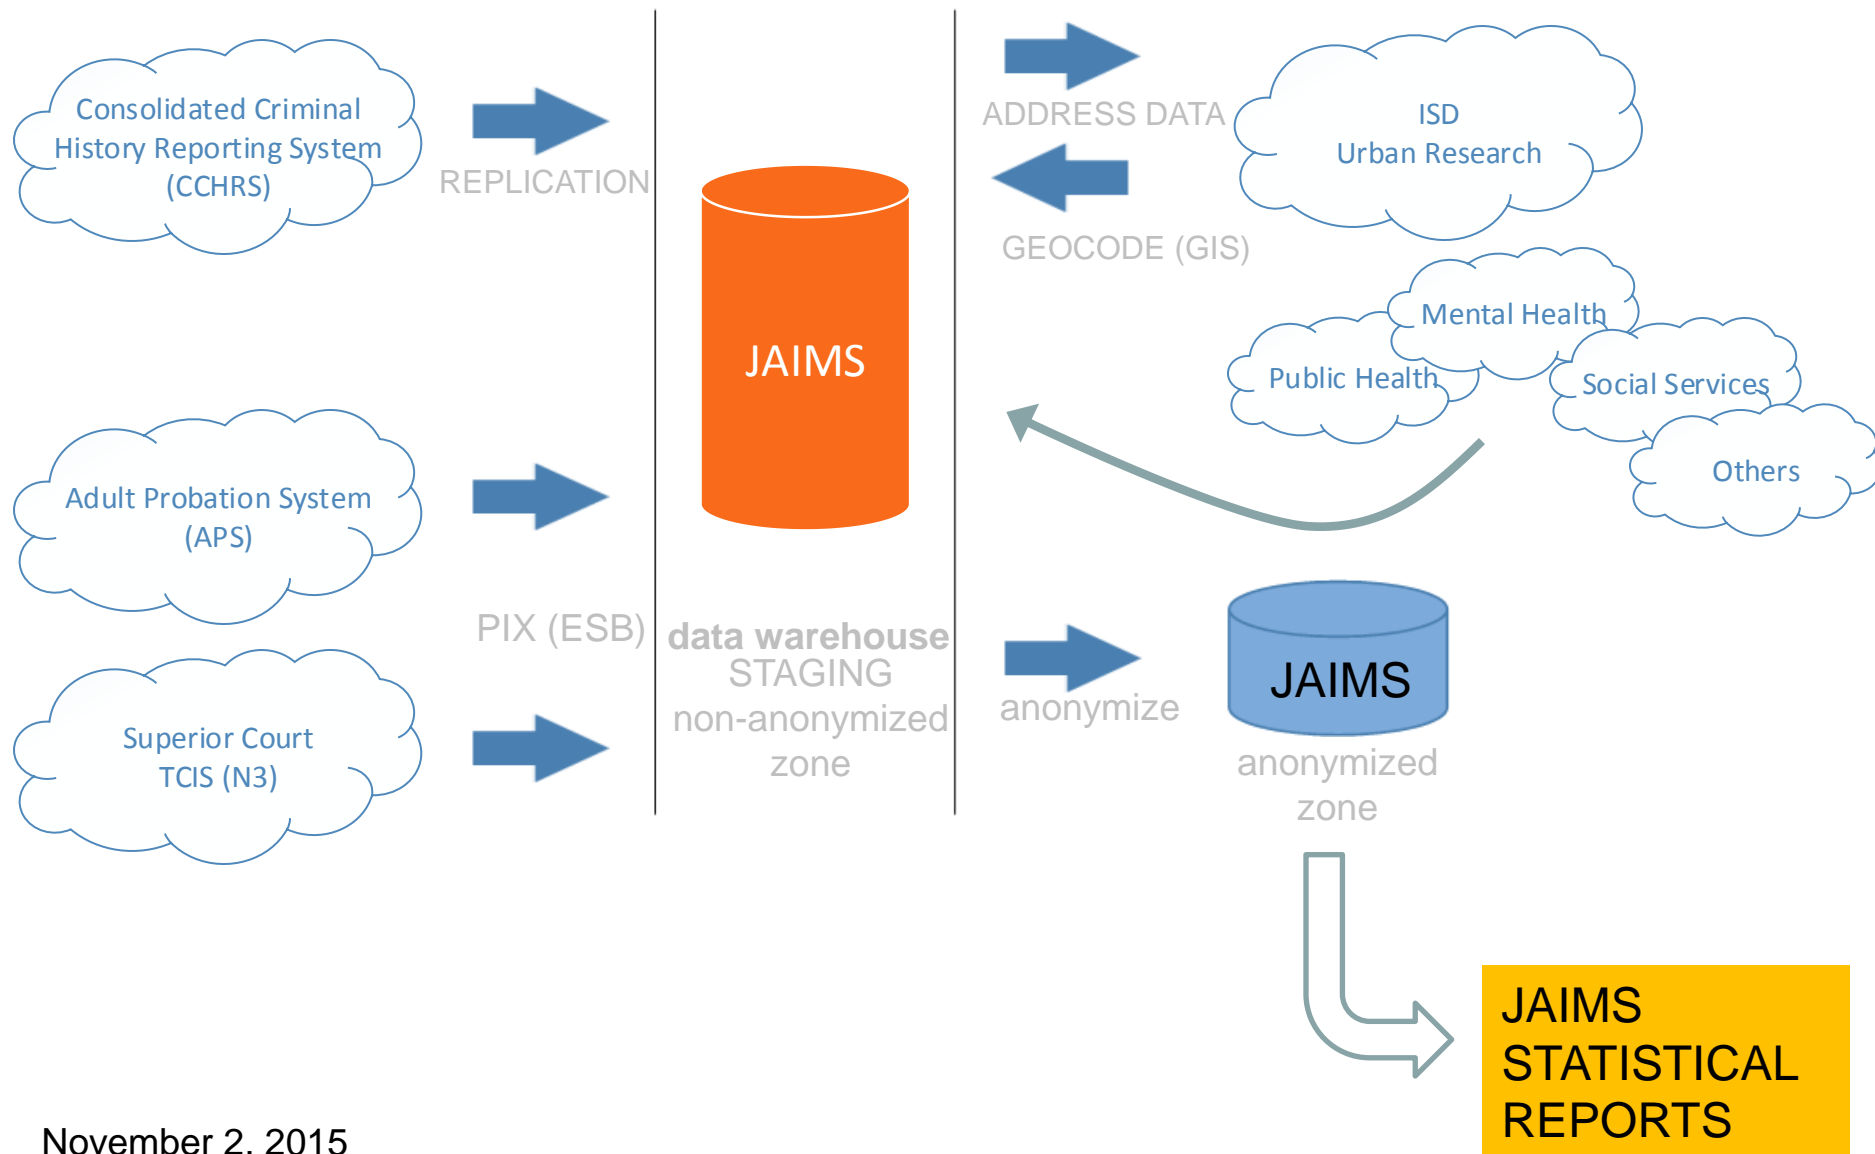 Consolidated Criminal
History Reporting System
(CCHRS)
REPLICATION
Adult Probation System
(APS)
PIX (ESB)
Superior Court
TCIS (N3)
JAIMS
data warehouse
STAGING
non-anonymized
zone
ADDRESS DATA
GEOCODE (GIS)
ISD
Urban Research
Mental Health
Public Health
Social Services
Others
anonymize
JAIMS
anonymized
zone
JAIMS
STATISTICAL
REPORTS
November 2, 2015